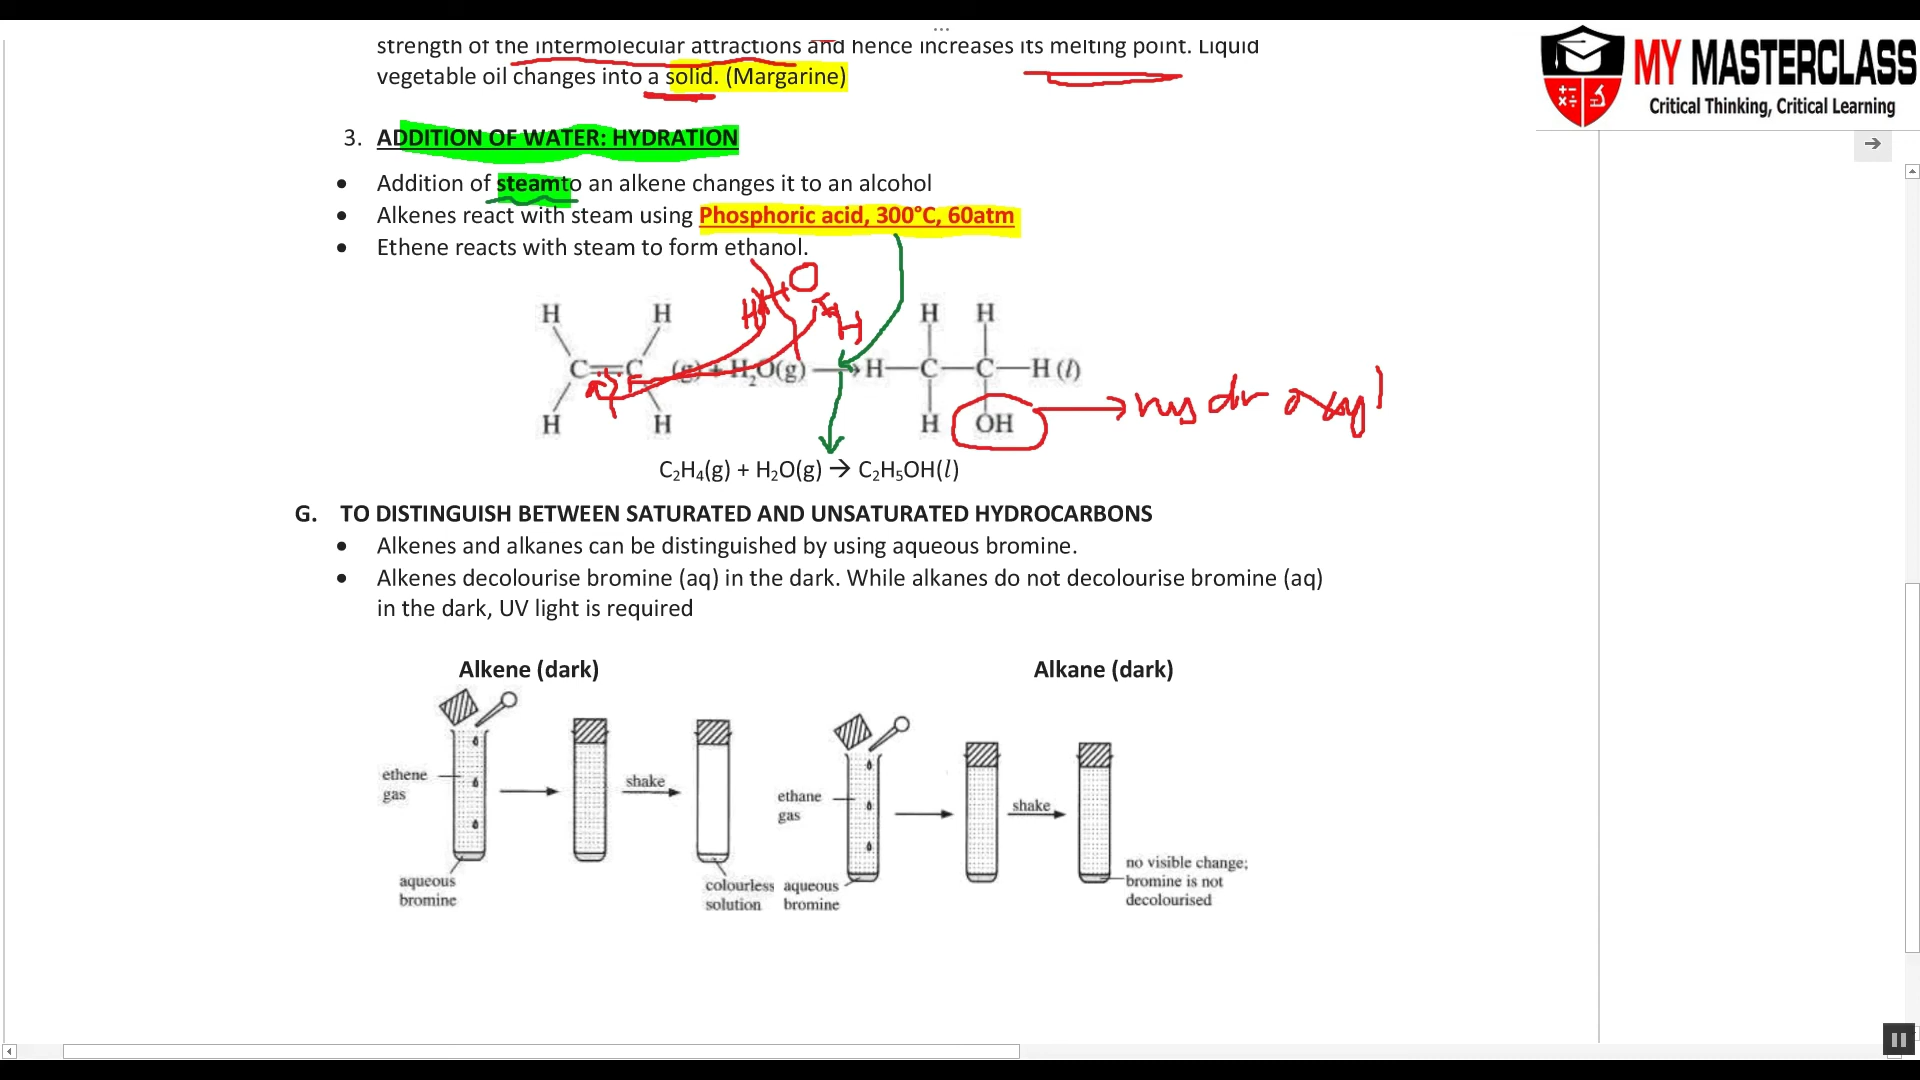 strength of the intermolecular attractions and hence increases its melting point. Liquid
vegetable oil changes into a solid. (Margarine)
MY MASTERCLASS
Critical Thinking, Critical Learning
3. ADDITION OF WATER: HYDRATION
• Addition of steamto an alkene changes it to an alcohol
• Alkenes react with steam using Phosphoric acid, 300°C, 60atm
• Ethene reacts with steam to form ethanol.
O
H H
H H H H
C=C (g) + H₂O(g) → H—C—C—H (l)
H H H OH → hydroxyl
C₂H₄(g) + H₂O(g) → C₂H₅OH(l)
G. TO DISTINGUISH BETWEEN SATURATED AND UNSATURATED HYDROCARBONS
• Alkenes and alkanes can be distinguished by using aqueous bromine.
• Alkenes decolourise bromine (aq) in the dark. While alkanes do not decolourise bromine (aq)
in the dark, UV light is required
Alkene (dark) Alkane (dark)
ethene
gas
shake
aqueous
bromine
colourless
solution
ethane
gas
shake
aqueous
bromine
no visible change;
bromine is not
decolourised